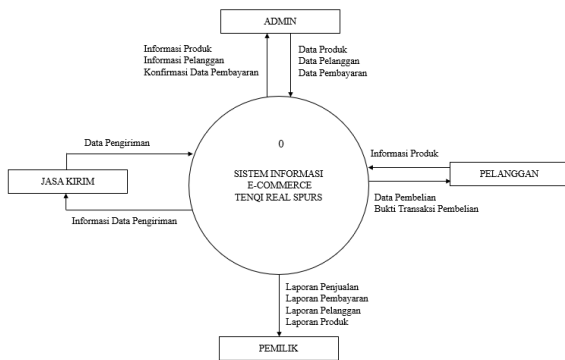 ADMIN
Informasi Produk
Informasi Pelanggan
Konfirmasi Data Pembayaran
Data Produk
Data Pelanggan
Data Pembayaran
Data Pengiriman
JASA KIRIM
Informasi Data Pengiriman
0
SISTEM INFORMASI
E-COMMERCE
TENQI REAL SPURS
Informasi Produk
PELANGGAN
Data Pembelian
Bukti Transaksi Pembelian
Laporan Penjualan
Laporan Pembayaran
Laporan Pelanggan
Laporan Produk
PEMILIK